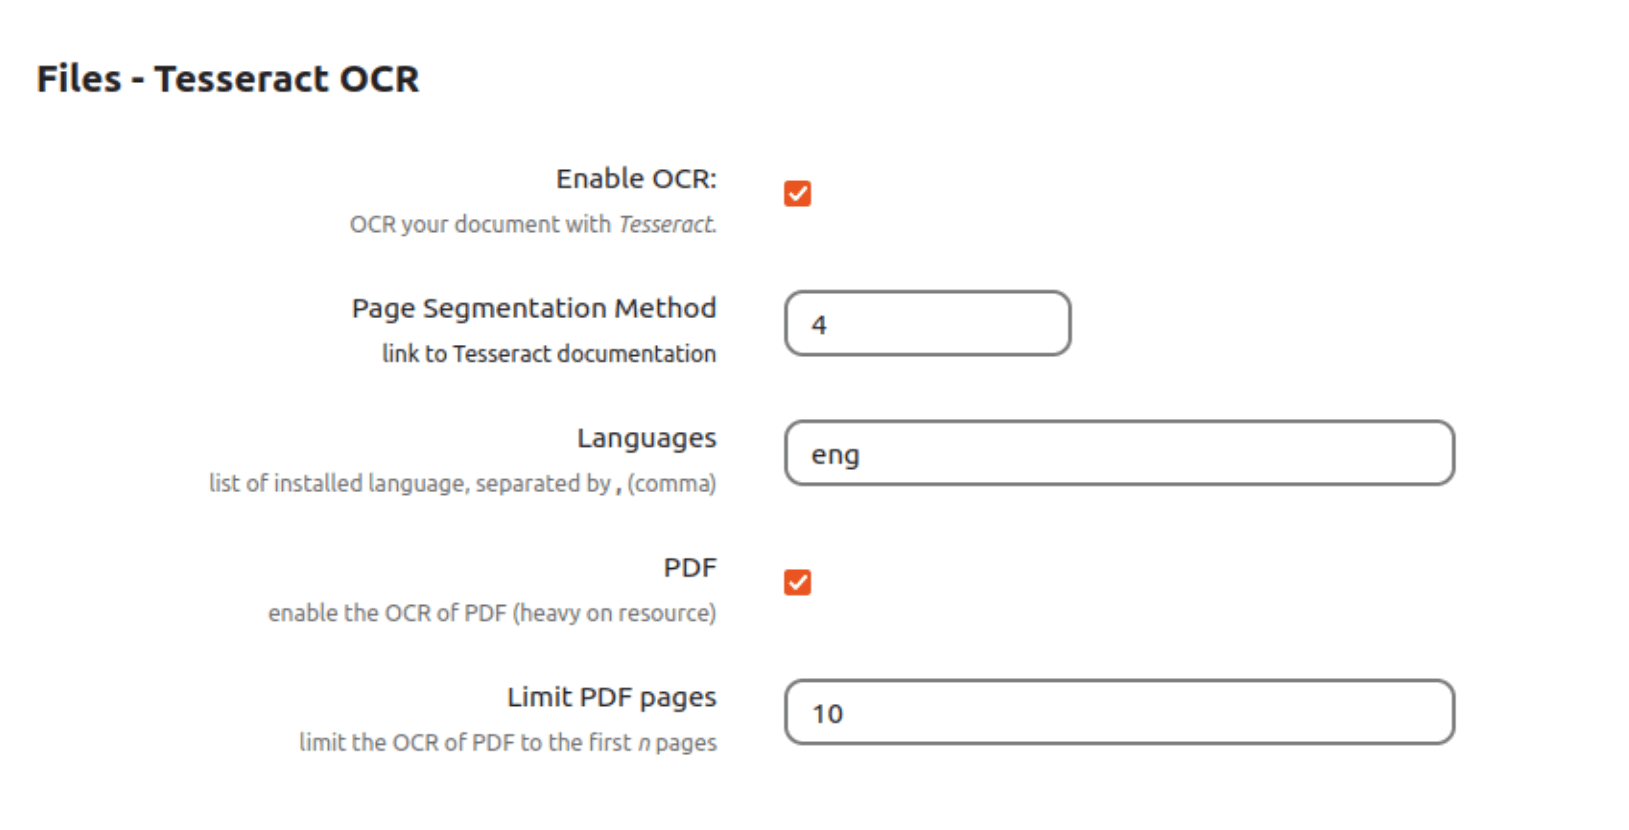 Files - Tesseract OCR
Enable OCR:
OCR your document with Tesseract.
Page Segmentation Method
4
link to Tesseract documentation
Languages
eng
list of installed language, separated by , (comma)
PDF
enable the OCR of PDF (heavy on resource)
Limit PDF pages
10
limit the OCR of PDF to the first n pages